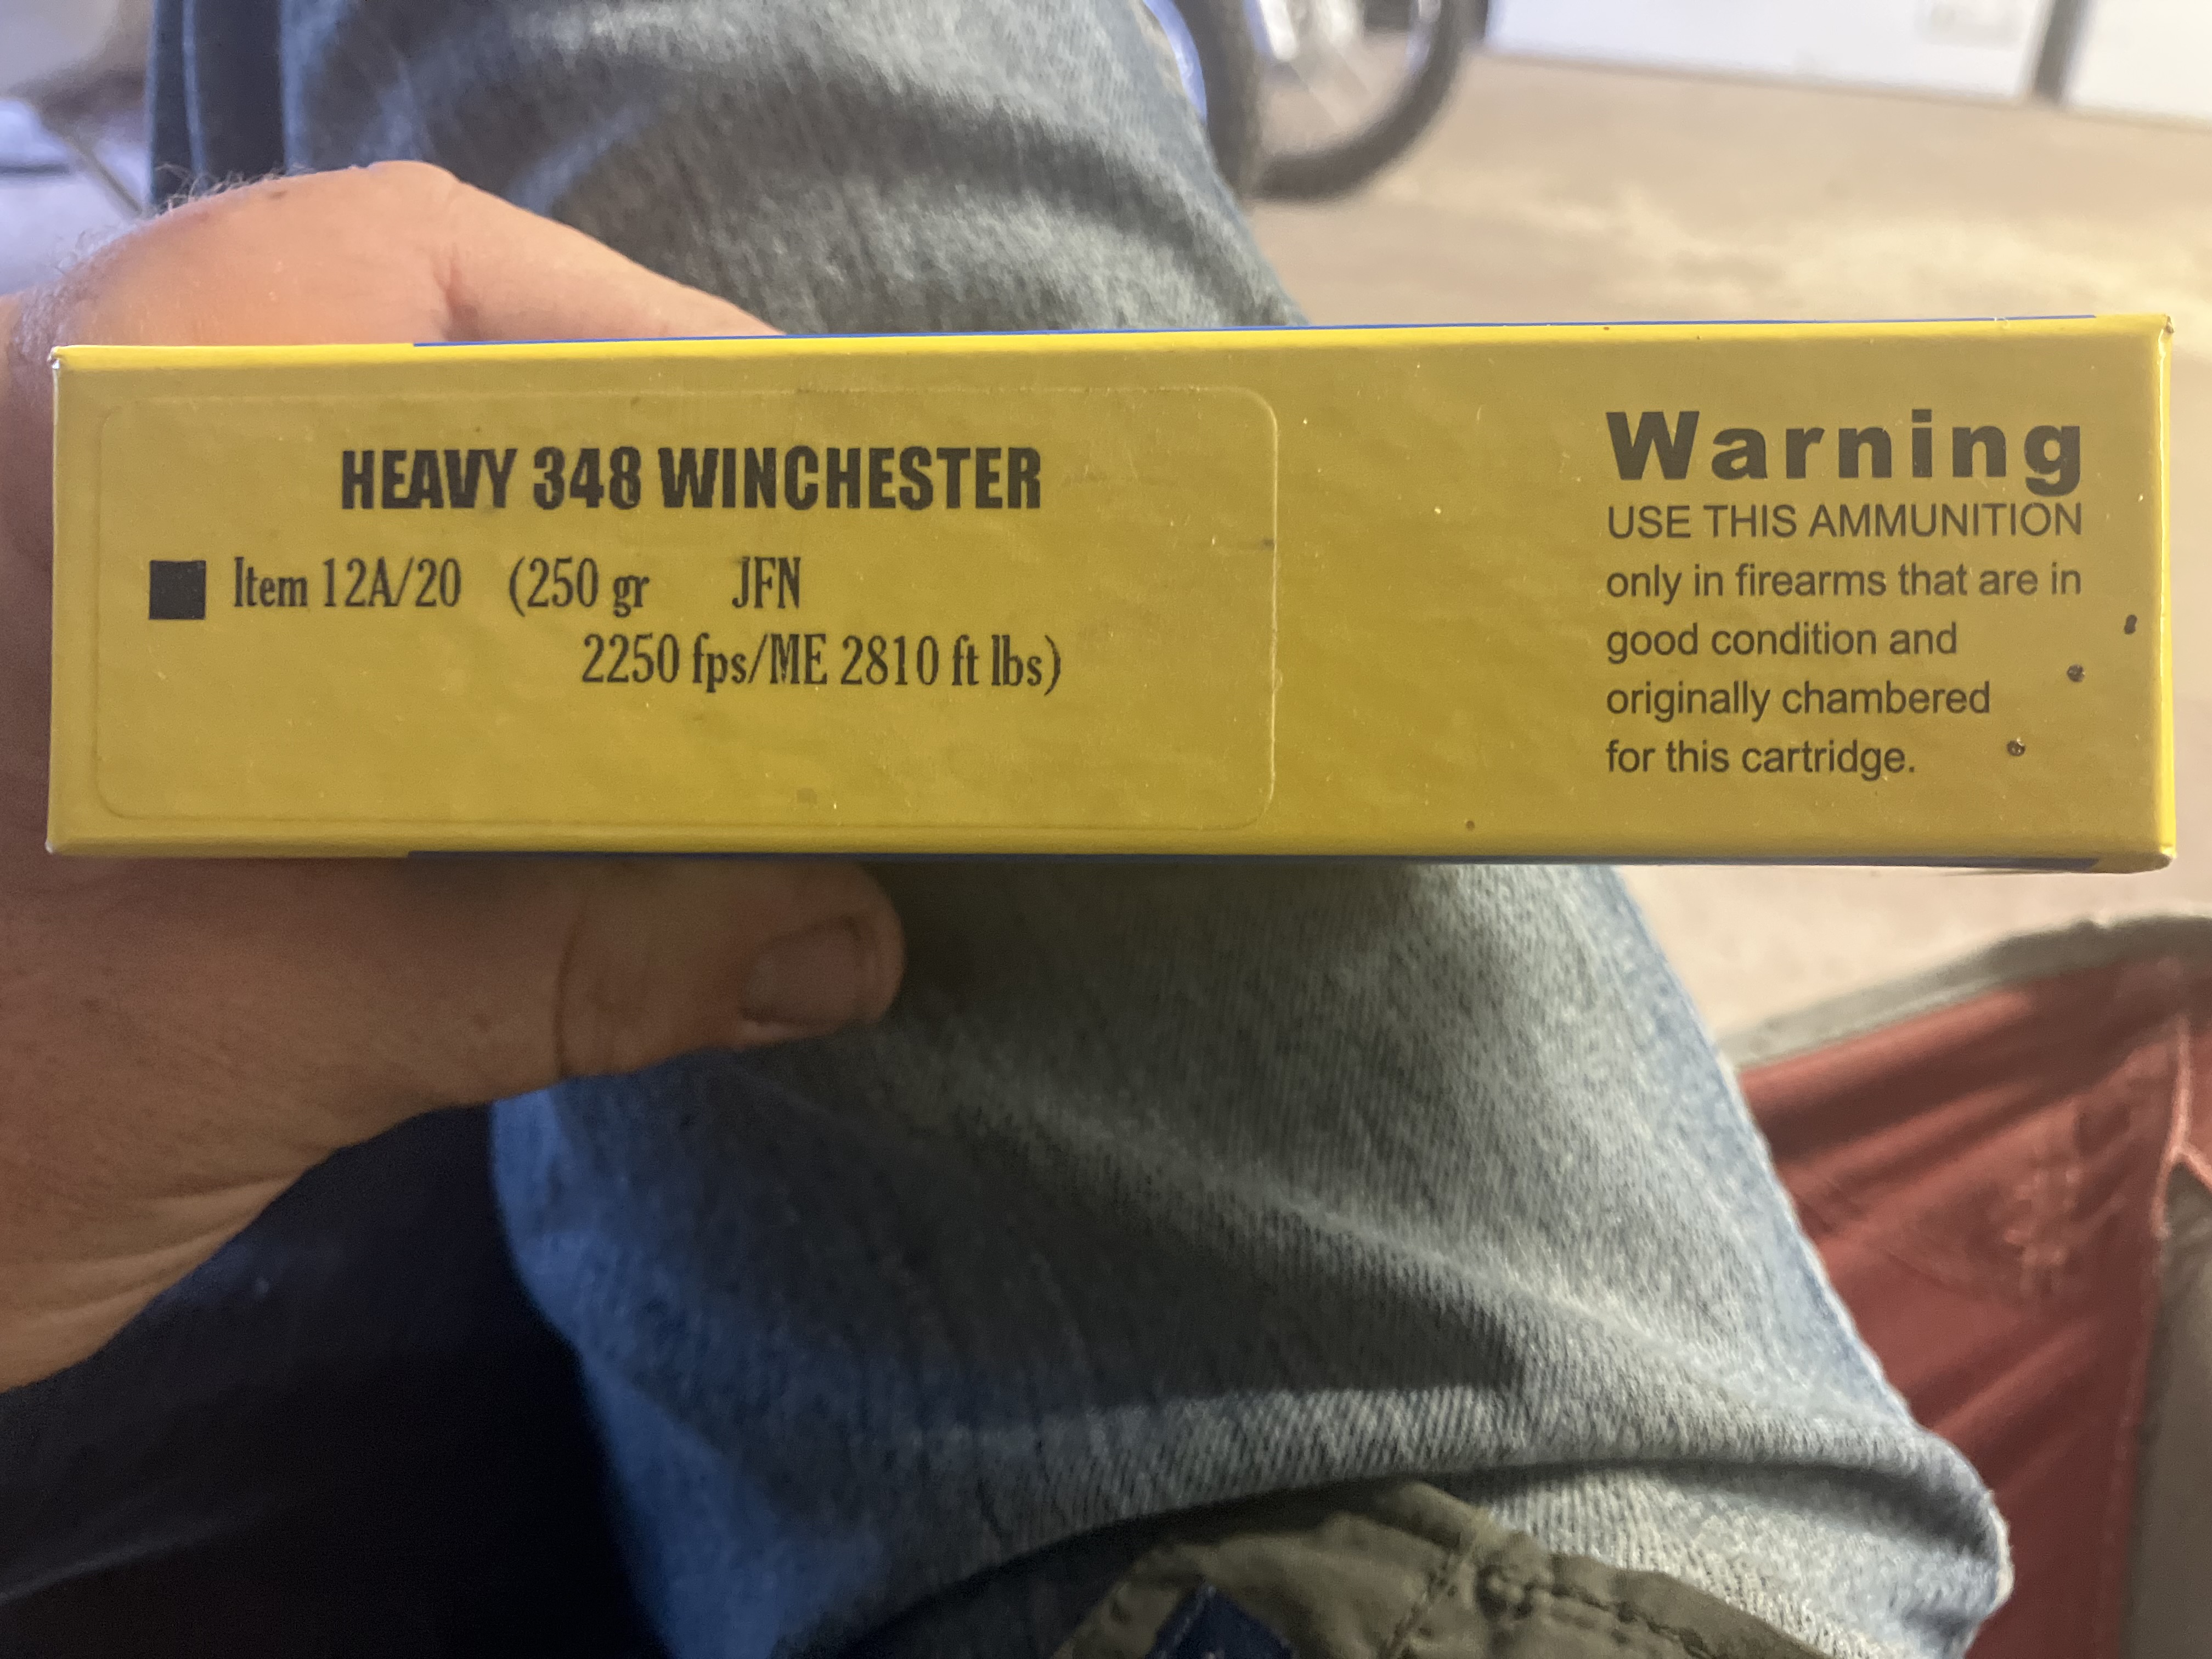 HEAVY 348 WINCHESTER
Item 12A/20 (250 gr JFN
2250 fps/ME 2810 ft lbs)
Warning
USE THIS AMMUNITION
only in firearms that are in
good condition and
originally chambered
for this cartridge.